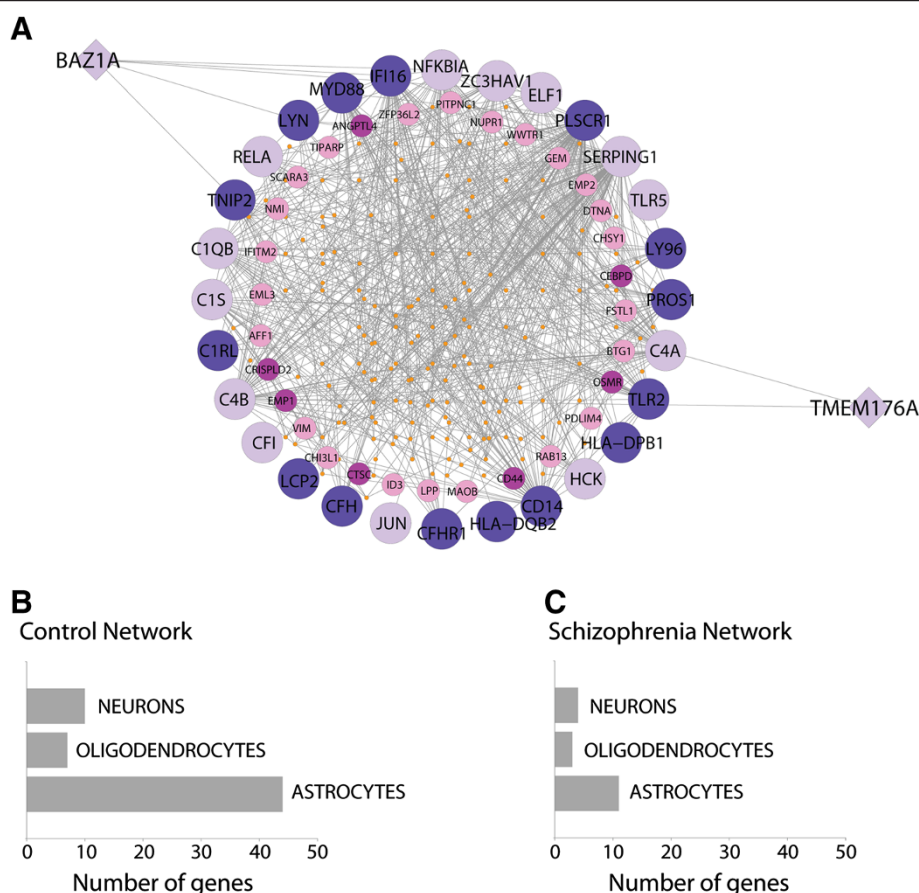 A
BAZ1A
NFKBIA
IFI16
ZC3HAV1
MYD88
ELF1
LYN
PLSCR1
RELA
SERPING1
TNIP2
TLR5
C1QB
LY96
C1S
PROS1
C1RL
C4A
C4B
TLR2
TMEM176A
CFI
HLA-DPB1
LCP2
HCK
CFH
CD14
JUN
CFHR1
HLA-DQB2
PITPNC1
ZFP36L2
ANGPTL4
NUPR1
WWTR1
TIPARP
GEM
SCARA3
EMP2
NMI
DTNA
IFITM2
CHSY1
CEBPD
EML3
FSTL1
AFF1
BTG1
CRISPLD2
OSMR
EMP1
PDLIM4
VIM
CHI3L1
RAB13
CTSC
CD44
ID3
LPP
MAOB
B
Control Network
NEURONS
OLIGODENDROCYTES
ASTROCYTES
0 10 20 30 40 50
Number of genes
C
Schizophrenia Network
NEURONS
OLIGODENDROCYTES
ASTROCYTES
0 10 20 30 40 50
Number of genes